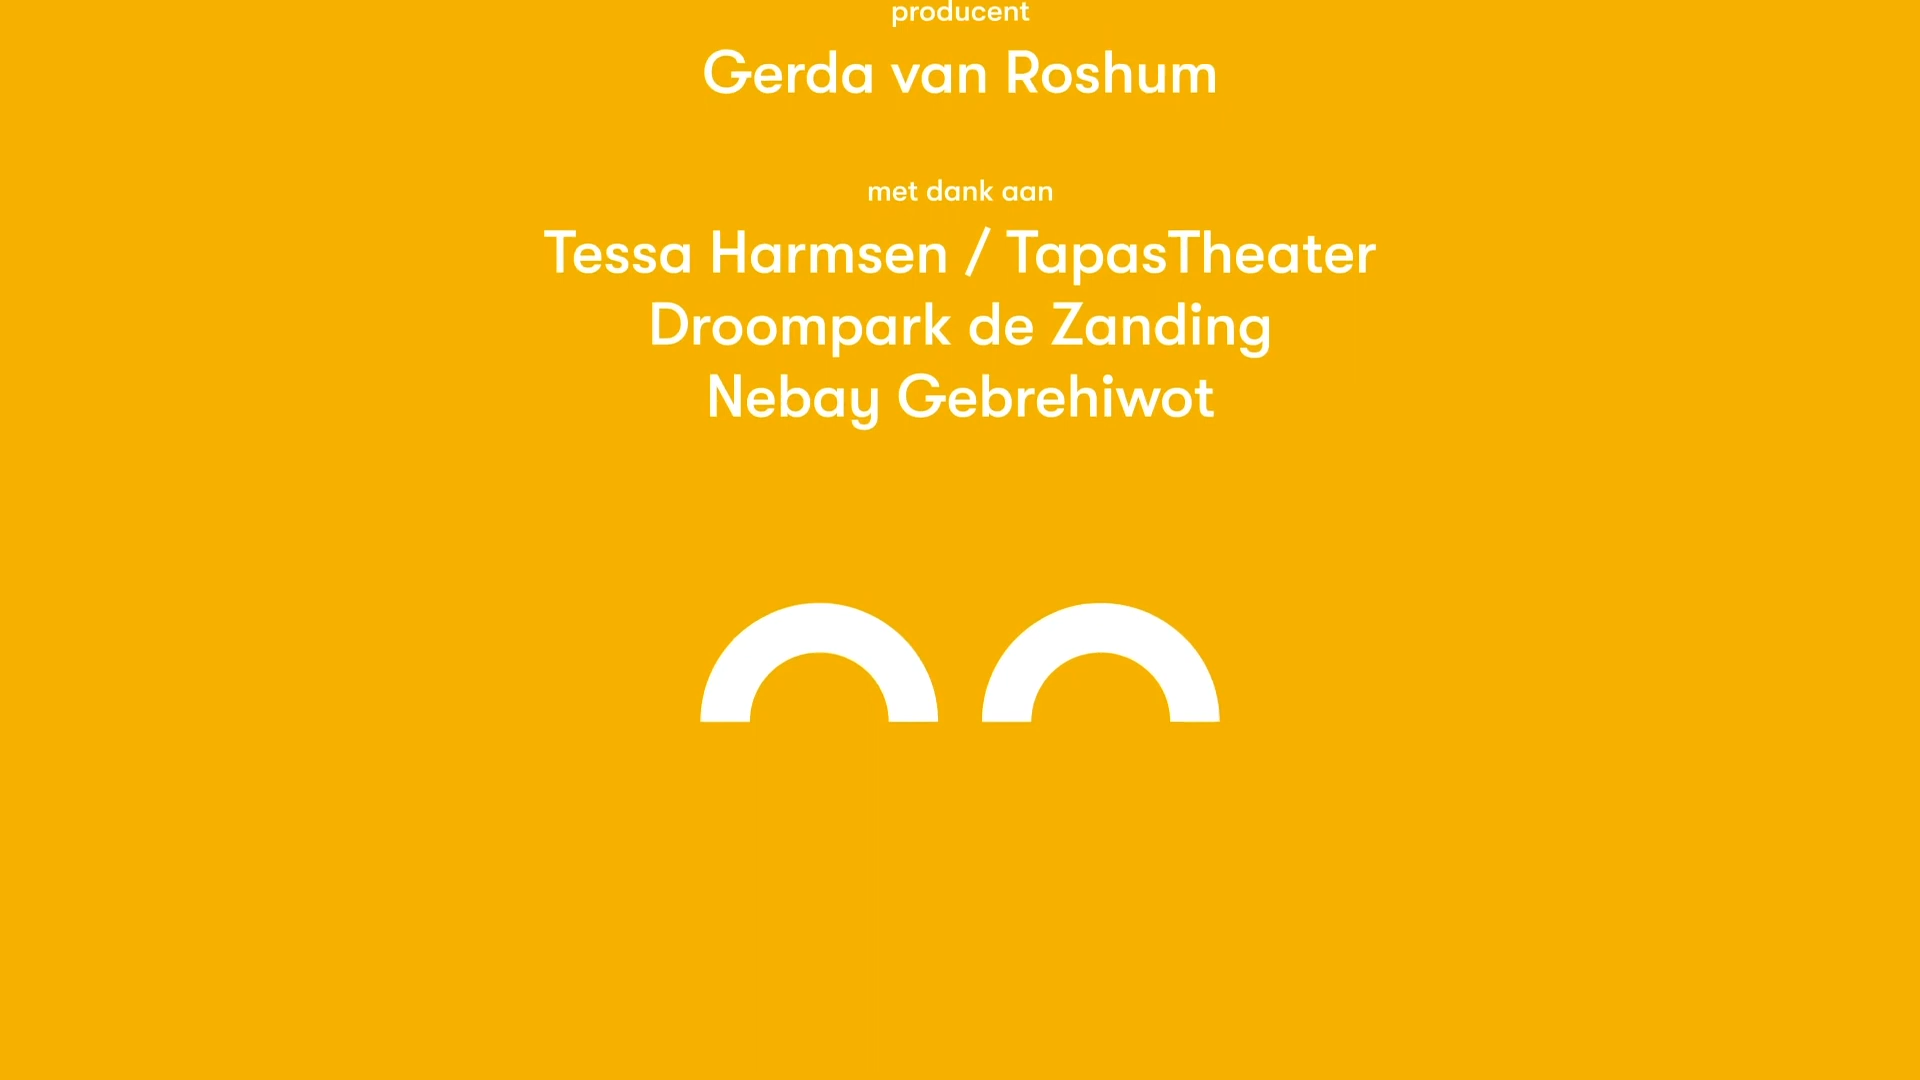 producent
Gerda van Roshum
met dank aan
Tessa Harmsen / TapasTheater
Droompark de Zanding
Nebay Gebrehiwot